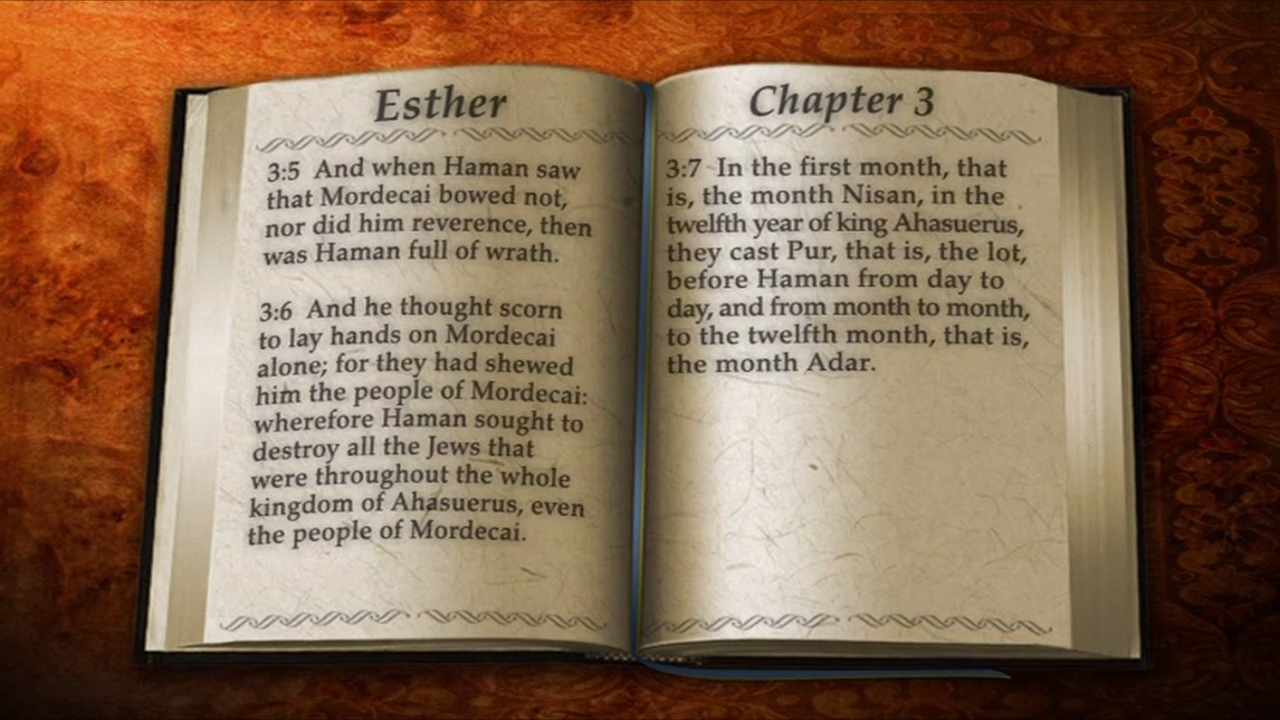 Esther
3:5 And when Haman saw
that Mordecai bowed not,
nor did him reverence, then
was Haman full of wrath.
3:6 And he thought scorn
to lay hands on Mordecai
alone; for they had shewed
him the people of Mordecai:
wherefore Haman sought to
destroy all the Jews that
were throughout the whole
kingdom of Ahasuerus, even
the people of Mordecai.
Chapter 3
3:7 In the first month, that
is, the month Nisan, in the
twelfth year of king Ahasuerus,
they cast Pur, that is, the lot,
before Haman from day to
day, and from month to month,
to the twelfth month, that is,
the month Adar.